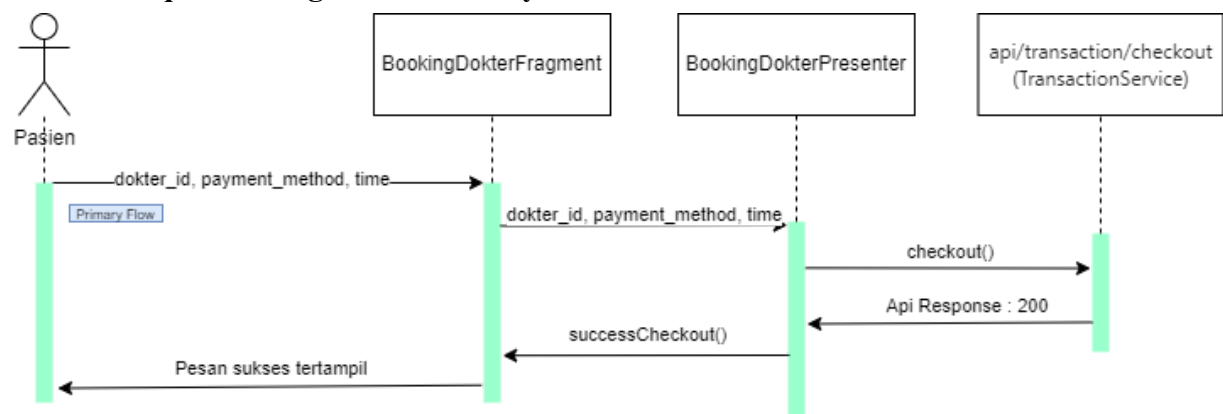 BookingDokterFragment
BookingDokterPresenter
api/transaction/checkout
(TransactionService)
Pasien
dokter_id, payment_method, time
Primary Flow
dokter_id, payment_method, time
checkout()
Api Response : 200
successCheckout()
Pesan sukses tertampil